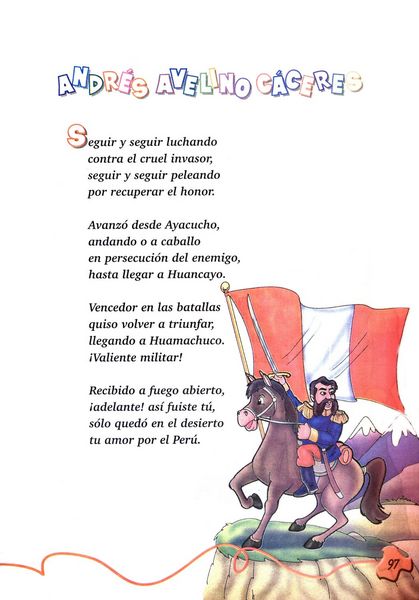 ANDRÉS AVELINO CÁCERES
Seguir y seguir luchando
contra el cruel invasor,
seguir y seguir peleando
por recuperar el honor.
Avanzó desde Ayacucho,
andando o a caballo
en persecución del enemigo,
hasta llegar a Huancayo.
Vencedor en las batallas
quiso volver a triunfar,
llegando a Huamachuco.
¡Valiente militar!
Recibido a fuego abierto,
¡adelante! así fuiste tú,
sólo quedó en el desierto
tu amor por el Perú.
97